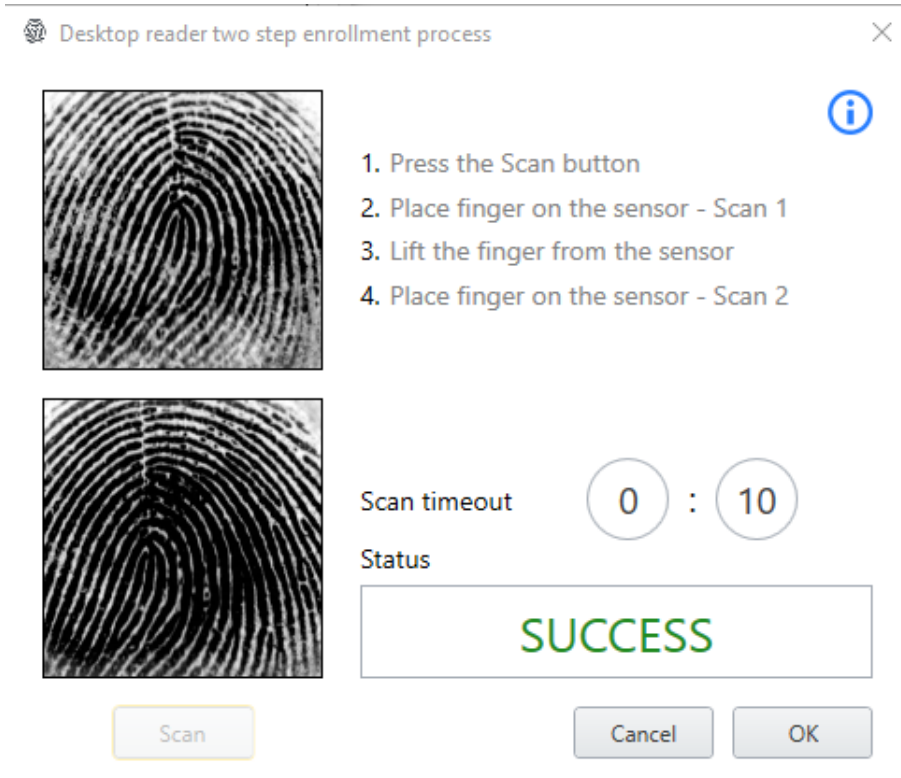 Desktop reader two step enrollment process
1. Press the Scan button
2. Place finger on the sensor - Scan 1
3. Lift the finger from the sensor
4. Place finger on the sensor - Scan 2
Scan timeout 0 : 10
Status
SUCCESS
Scan Cancel OK